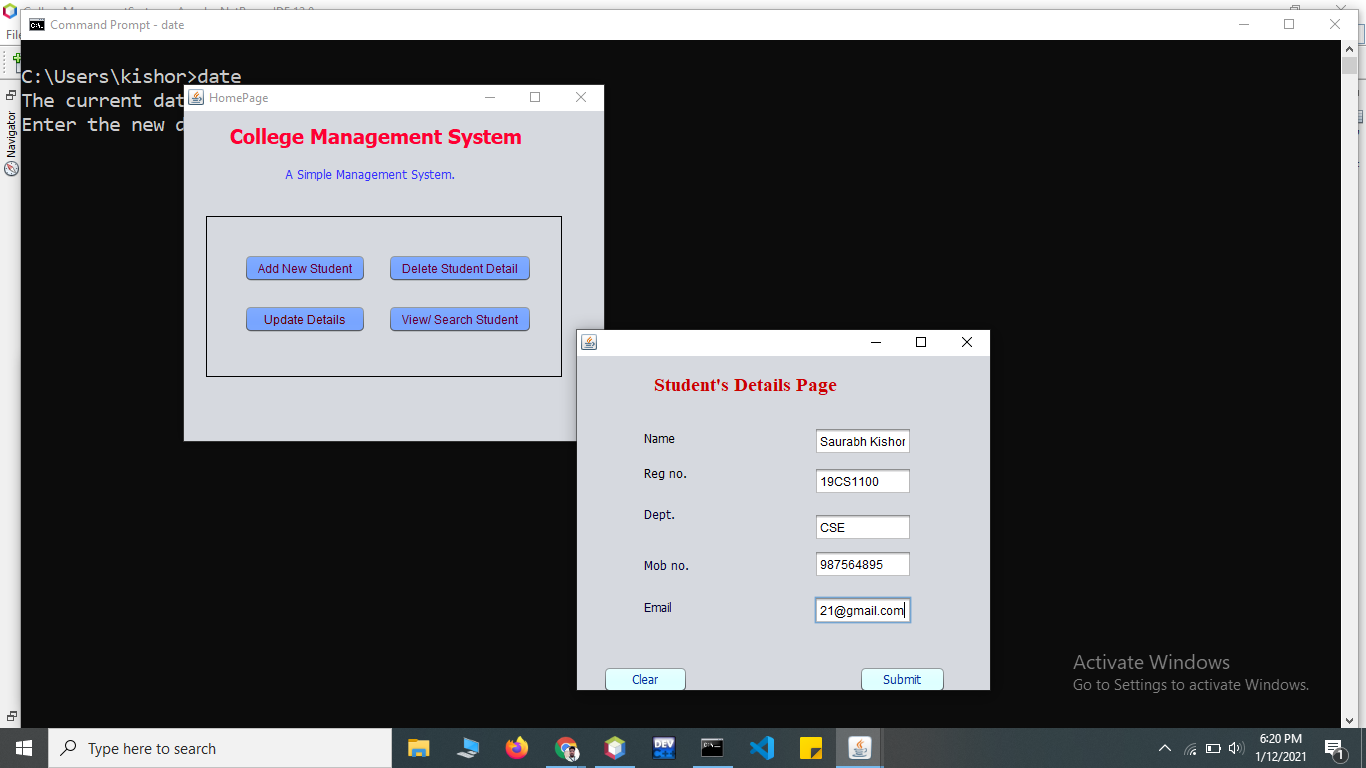 Command Prompt - date
File
C:\Users\kishor>date
The current dat
Enter the new d
Navigator
HomePage
College Management System
A Simple Management System.
Add New Student
Delete Student Detail
Update Details
View/ Search Student
Student's Details Page
Name
Saurabh Kishor
Reg no.
19CS1100
Dept.
CSE
Mob no.
987564895
Email
21@gmail.com
Clear
Submit
Activate Windows
Go to Settings to activate Windows.
Type here to search
DEV
6:20 PM
1/12/2021
1